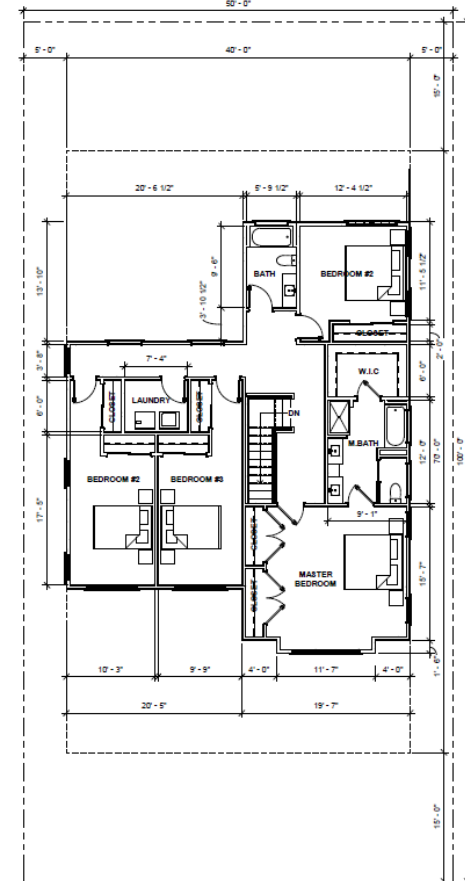 50' - 0"
5' - 0"
40' - 0"
5' - 0"
15' - 0"
20' - 6 1/2"
5' - 9 1/2"
12' - 4 1/2"
13' - 10"
9' - 6"
3' - 10 1/2"
BATH
BEDROOM #2
11' - 5 1/2"
CLOSET
2' - 0"
3' - 8"
7' - 4"
W.I.C
6' - 0"
6' - 0"
CLOSET
LAUNDRY
CLOSET
DN
M.BATH
12' - 0"
70' - 0"
100' - 0"
BEDROOM #2
BEDROOM #3
17' - 5"
9' - 1"
CLOSET
CLOSET
MASTER
BEDROOM
15' - 7"
1' - 6"
10' - 3"
9' - 9"
4' - 0"
11' - 7"
4' - 0"
20' - 5"
19' - 7"
15' - 0"